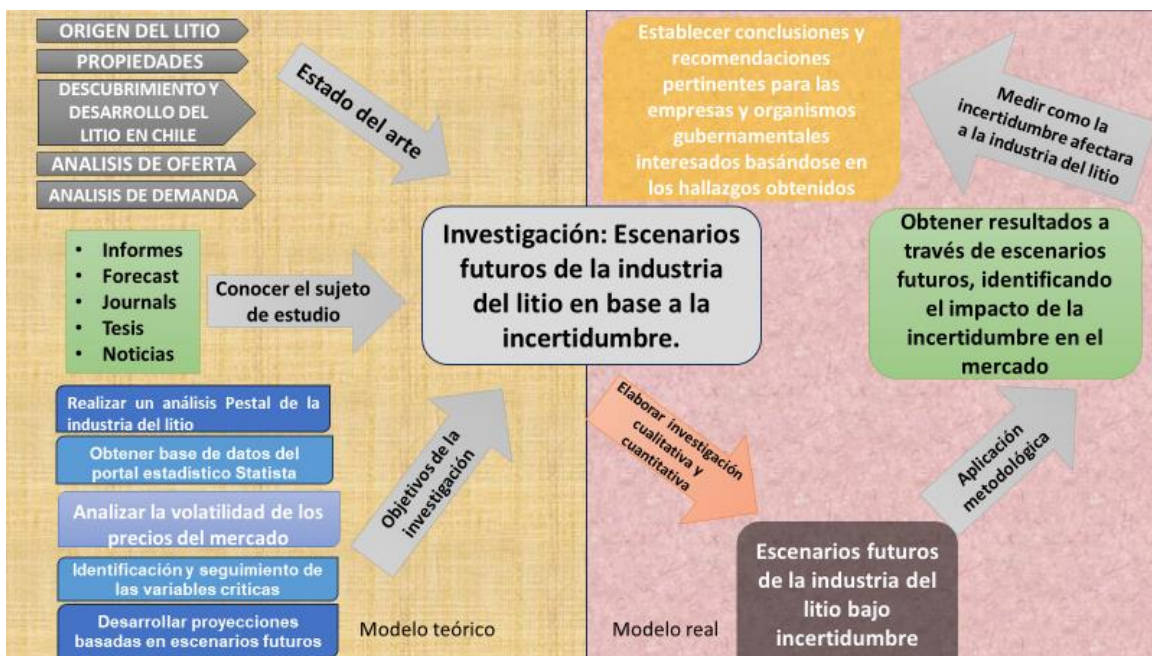 ORIGEN DEL LITIO
PROPIEDADES
DESCUBRIMIENTO Y
DESARROLLO DEL
LITIO EN CHILE
ANALISIS DE OFERTA
ANALISIS DE DEMANDA
Estado del arte
• Informes
• Forecast
• Journals
• Tesis
• Noticias
Conocer el sujeto
de estudio
Realizar un análisis Pestal de la
industria del litio
Obtener base de datos del
portal estadístico Statista
Analizar la volatilidad de los
precios del mercado
Identificación y seguimiento de
las variables criticas
Desarrollar proyecciones
basadas en escenarios futuros
Objetivos de la
investigación
Modelo teórico
Investigación: Escenarios
futuros de la industria
del litio en base a la
incertidumbre.
Elaborar investigación
cualitativa y
cuantitativa
Modelo real
Escenarios futuros
de la industria del
litio bajo
incertidumbre
Aplicación
metodológica
Obtener resultados a
través de escenarios
futuros, identificando
el impacto de la
incertidumbre en el
mercado
Medir como la
incertidumbre afectara
a la industria del litio
Establecer conclusiones y
recomendaciones
pertinentes para las
empresas y organismos
gubernamentales
interesados basándose en
los hallazgos obtenidos